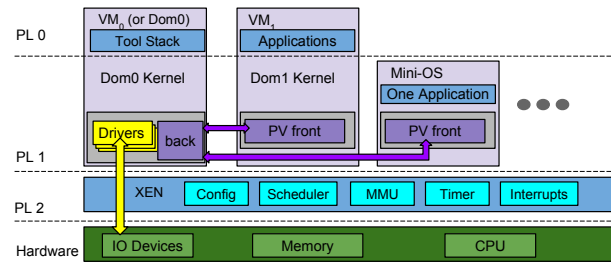 VM0 (or Dom0)
VM1
PL 0
Tool Stack
Applications
Dom0 Kernel
Dom1 Kernel
Mini-OS
One Application
Drivers
back
PV front
PV front
PL 1
XEN
Config
Scheduler
MMU
Timer
Interrupts
PL 2
Hardware
IO Devices
Memory
CPU